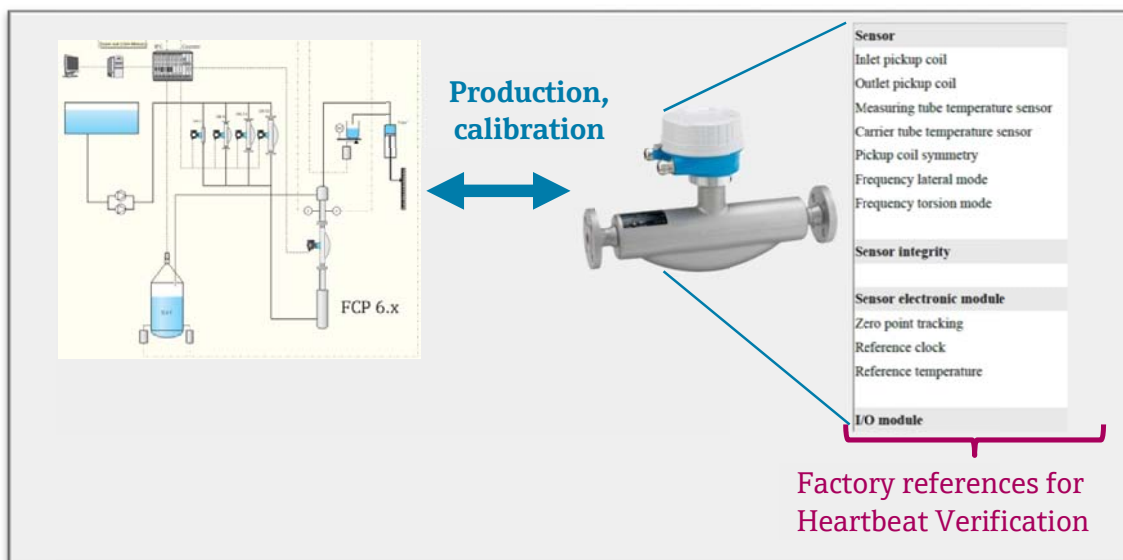 Production,
calibration
FCP 6.x
Sensor
Inlet pickup coil
Outlet pickup coil
Measuring tube temperature sensor
Carrier tube temperature sensor
Pickup coil symmetry
Frequency lateral mode
Frequency torsion mode
Sensor integrity
Sensor electronic module
Zero point tracking
Reference clock
Reference temperature
I/O module
Factory references for
Heartbeat Verification